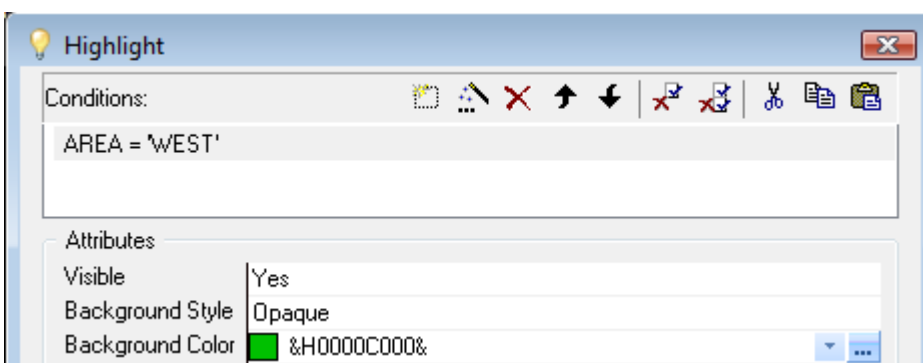 Highlight
Conditions:
AREA = 'WEST'
Attributes
Visible Yes
Background Style Opaque
Background Color &H0000C000&